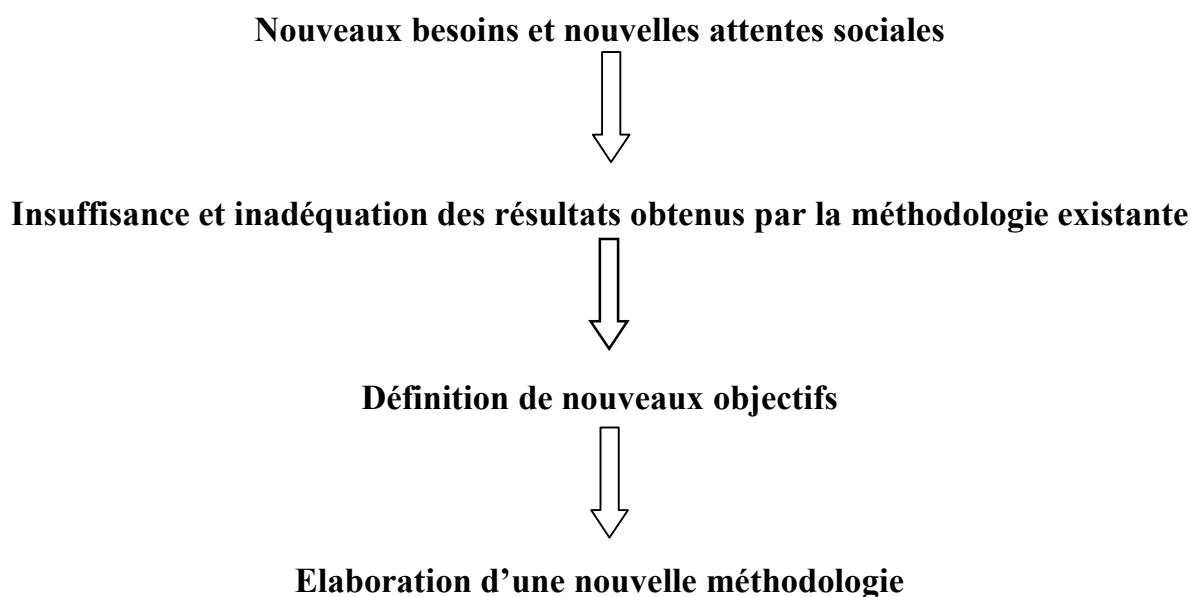 Nouveaux besoins et nouvelles attentes sociales
Insuffisance et inadéquation des résultats obtenus par la méthodologie existante
Définition de nouveaux objectifs
Elaboration d’une nouvelle méthodologie